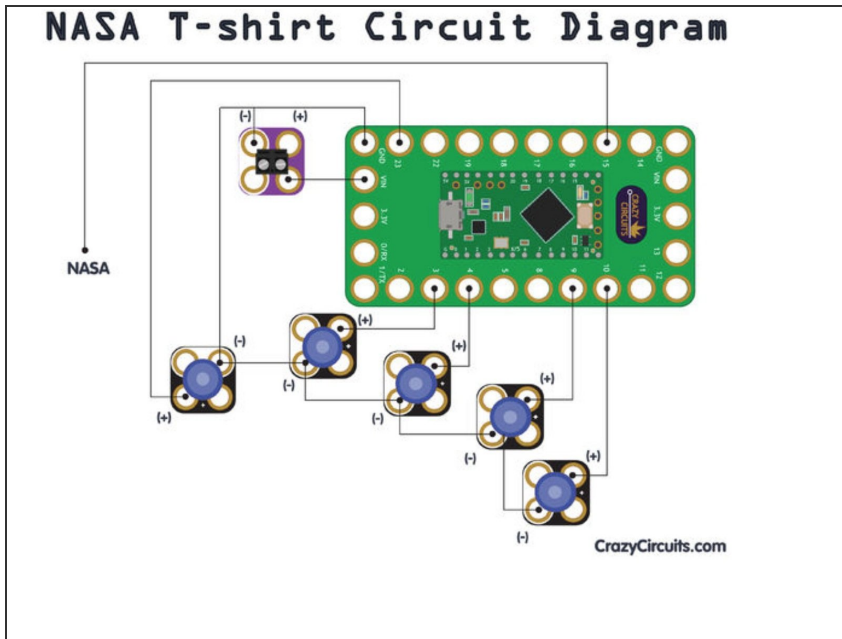 NASA T-shirt Circuit Diagram
(-) (+)
GND 23 22 19 18 17 16 15 14 GND
VIN VIN
3.3V 3.3V
CRAZY CIRCUITS
0/RX 13
1/TX 2 3 4 5 8 9 10 11 12
NASA
(+)
(-)
(+)
(-)
(+)
(+)
(-)
(-)
(+)
(-)
CrazyCircuits.com